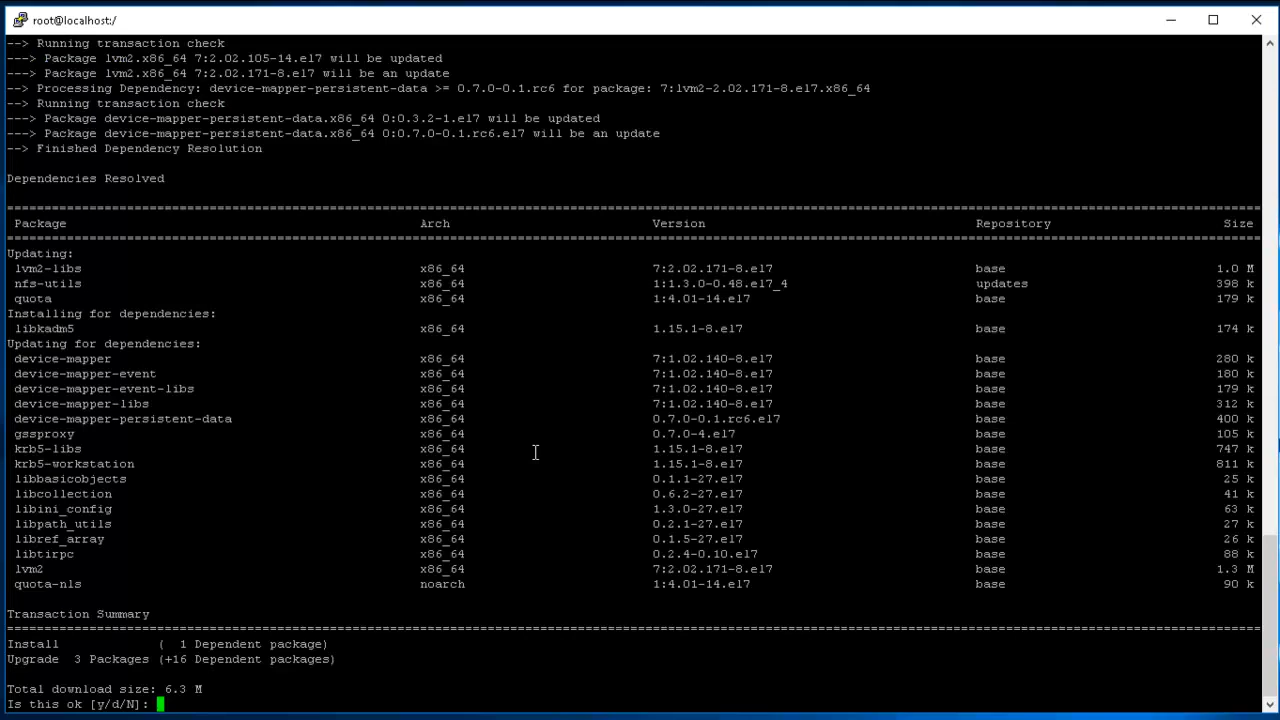 root@localhost:/
--> Running transaction check
---> Package lvm2.x86_64 7:2.02.105-14.el7 will be updated
---> Package lvm2.x86_64 7:2.02.171-8.el7 will be an update
--> Processing Dependency: device-mapper-persistent-data >= 0.7.0-0.1.rc6 for package: 7:lvm2-2.02.171-8.el7.x86_64
--> Running transaction check
---> Package device-mapper-persistent-data.x86_64 0:0.3.2-1.el7 will be updated
---> Package device-mapper-persistent-data.x86_64 0:0.7.0-0.1.rc6.el7 will be an update
--> Finished Dependency Resolution
Dependencies Resolved
================================================================================
Package Arch Version Repository Size
================================================================================
Updating:
lvm2-libs x86_64 7:2.02.171-8.el7 base 1.0 M
nfs-utils x86_64 1:1.3.0-0.48.el7_4 updates 398 k
quota x86_64 1:4.01-14.el7 base 179 k
Installing for dependencies:
libkadm5 x86_64 1.15.1-8.el7 base 174 k
Updating for dependencies:
device-mapper x86_64 7:1.02.140-8.el7 base 280 k
device-mapper-event x86_64 7:1.02.140-8.el7 base 180 k
device-mapper-event-libs x86_64 7:1.02.140-8.el7 base 179 k
device-mapper-libs x86_64 7:1.02.140-8.el7 base 312 k
device-mapper-persistent-data x86_64 0.7.0-0.1.rc6.el7 base 400 k
gssproxy x86_64 0.7.0-4.el7 base 105 k
krb5-libs x86_64 1.15.1-8.el7 base 747 k
krb5-workstation x86_64 1.15.1-8.el7 base 811 k
libbasicobjects x86_64 0.1.1-27.el7 base 25 k
libcollection x86_64 0.6.2-27.el7 base 41 k
libini_config x86_64 1.3.0-27.el7 base 63 k
libpath_utils x86_64 0.2.1-27.el7 base 27 k
libref_array x86_64 0.1.5-27.el7 base 26 k
libtirpc x86_64 0.2.4-0.10.el7 base 88 k
lvm2 x86_64 7:2.02.171-8.el7 base 1.3 M
quota-nls noarch 1:4.01-14.el7 base 90 k
Transaction Summary
================================================================================
Install ( 1 Dependent package)
Upgrade 3 Packages (+16 Dependent packages)
Total download size: 6.3 M
Is this ok [y/d/N]: